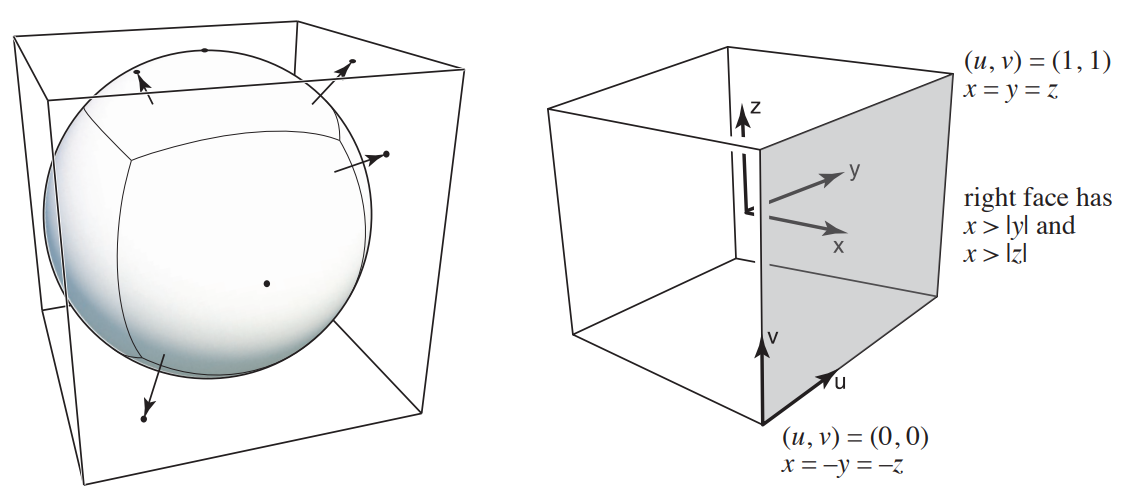 (u, v) = (1, 1)
x = y = z
z
y
x
right face has
x > |y| and
x > |z|
v
u
(u, v) = (0, 0)
x = –y = –z